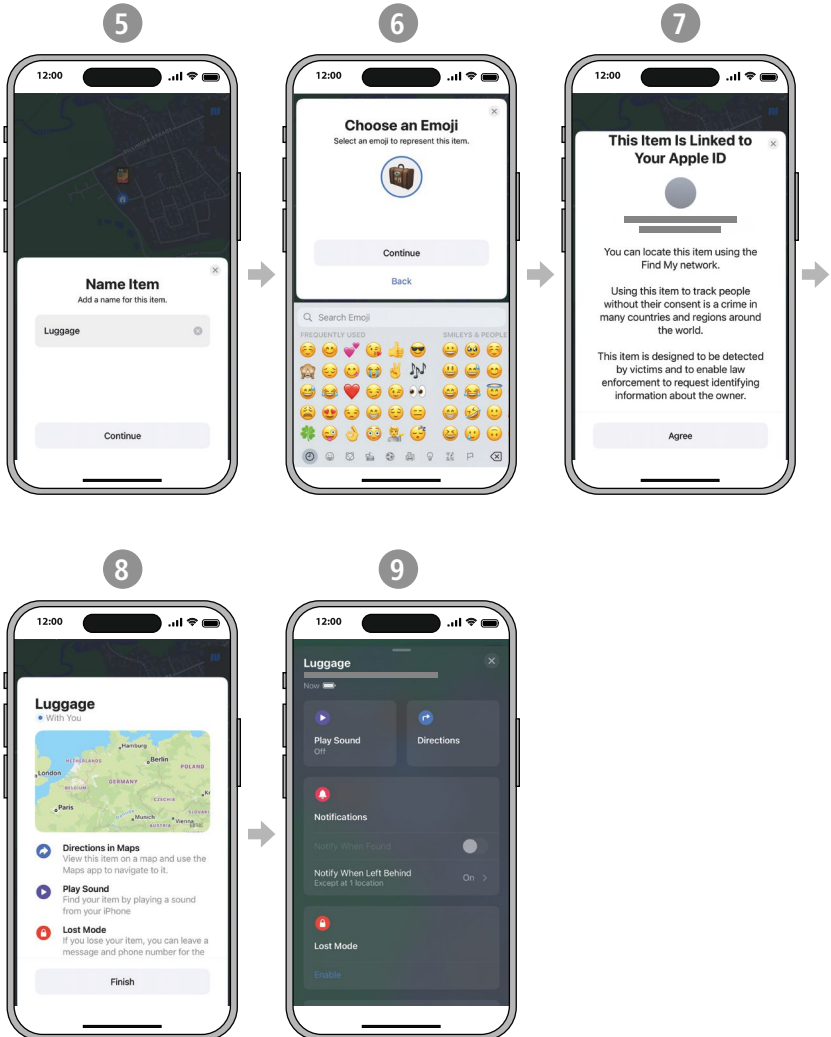 5
6
7
12:00
Name Item
Add a name for this item.
Luggage
Continue
12:00
Choose an Emoji
Select an emoji to represent this item.
Continue
Back
Search Emoji
FREQUENTLY USED
SMILEYS & PEOPLE
12:00
This Item Is Linked to
Your Apple ID
You can locate this item using the
Find My network.
Using this item to track people
without their consent is a crime in
many countries and regions around
the world.
This item is designed to be detected
by victims and to enable law
enforcement to request identifying
information about the owner.
Agree
8
9
12:00
Luggage
With You
Hamburg
NETHERLANDS
Berlin
POLAND
London
BELGIUM
GERMANY
CZECHIA
Paris
Munich
Vienna
AUSTRIA
Directions in Maps
View this item on a map and use the
Maps app to navigate to it.
Play Sound
Find your item by playing a sound
from your iPhone
Lost Mode
If you lose your item, you can leave a
message and phone number for the
Finish
12:00
Luggage
Now
Play Sound
Off
Directions
Notifications
Notify When Found
Notify When Left Behind
Except at 1 location
On
Lost Mode
Enable